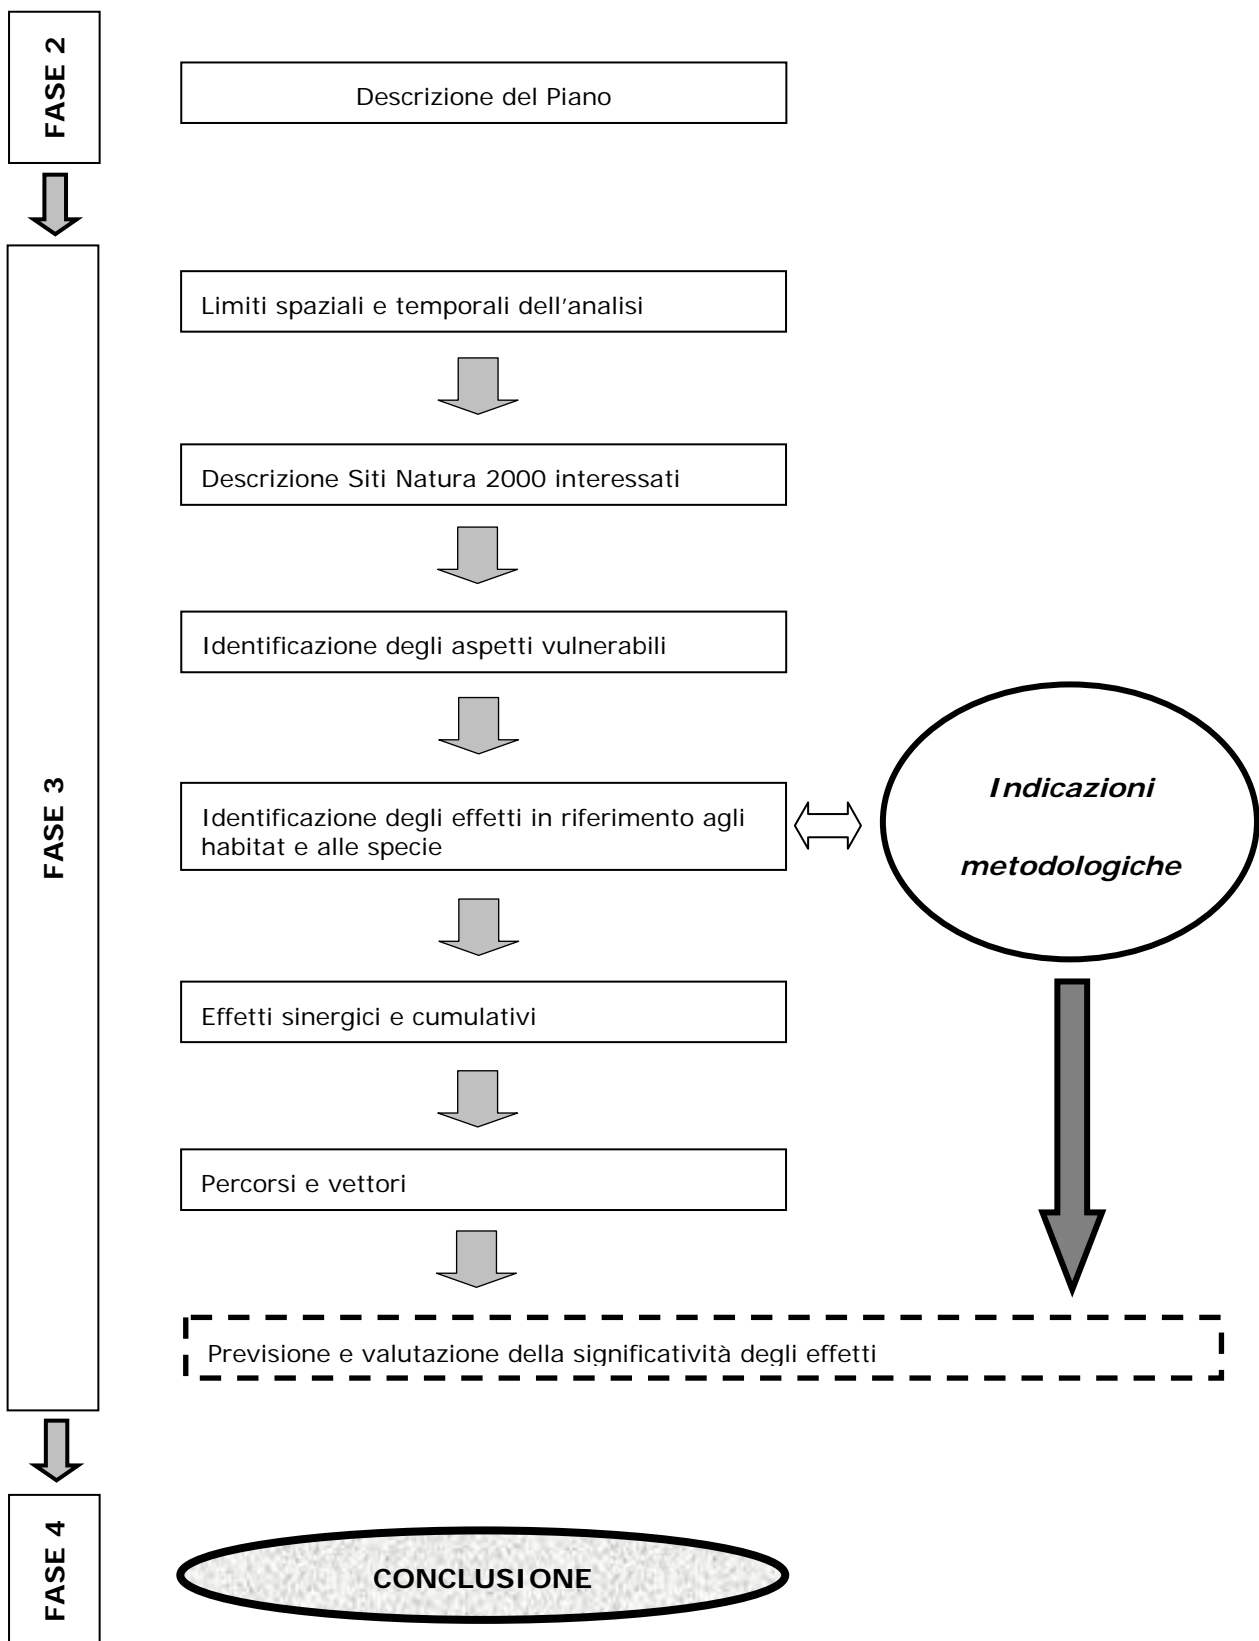 FASE 2
Descrizione del Piano
FASE 3
Limiti spaziali e temporali dell'analisi
Descrizione Siti Natura 2000 interessati
Identificazione degli aspetti vulnerabili
Identificazione degli effetti in riferimento agli
habitat e alle specie
Indicazioni
metodologiche
Effetti sinergici e cumulativi
Percorsi e vettori
Previsione e valutazione della significatività degli effetti
FASE 4
CONCLUSIONE